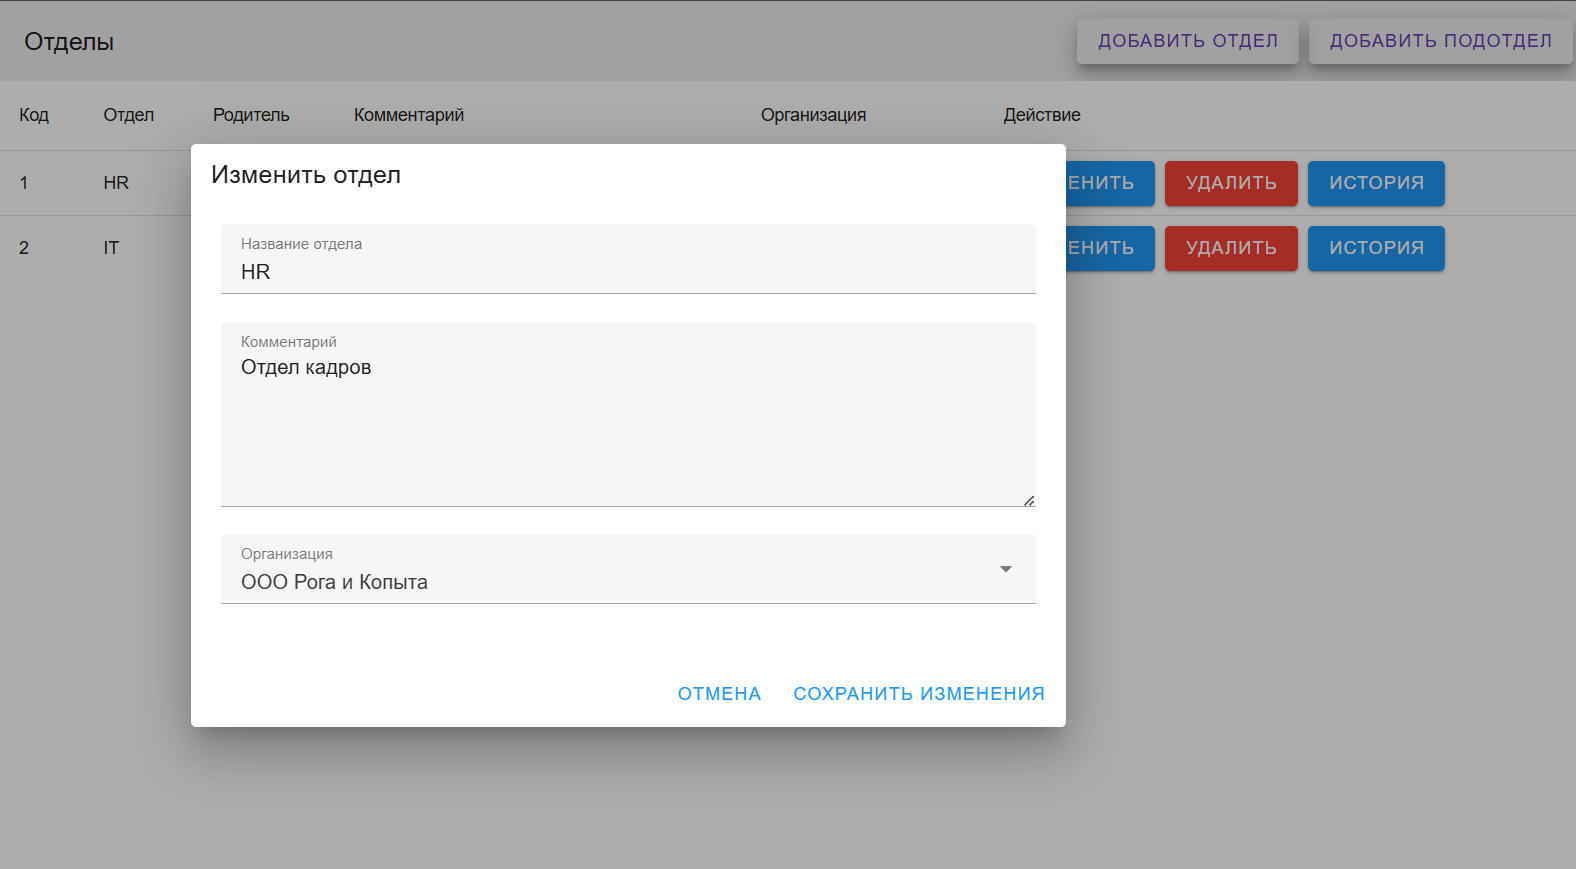 Отделы
ДОБАВИТЬ ОТДЕЛ
ДОБАВИТЬ ПОДОТДЕЛ
Код Отдел Родитель Комментарий Организация Действие
1 HR ЕНИТЬ УДАЛИТЬ ИСТОРИЯ
2 IT ЕНИТЬ УДАЛИТЬ ИСТОРИЯ
Изменить отдел
Название отдела
HR
Комментарий
Отдел кадров
Организация
ООО Рога и Копыта
ОТМЕНА СОХРАНИТЬ ИЗМЕНЕНИЯ